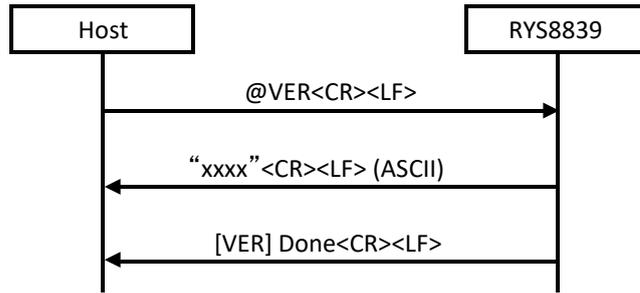 Host
RYS8839
@VER<CR><LF>
“xxxx”<CR><LF> (ASCII)
[VER] Done<CR><LF>